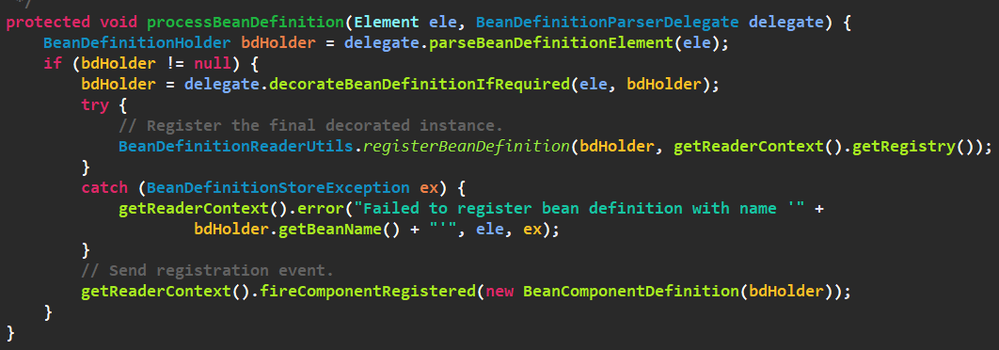 */
protected void processBeanDefinition(Element ele, BeanDefinitionParserDelegate delegate) {
    BeanDefinitionHolder bdHolder = delegate.parseBeanDefinitionElement(ele);
    if (bdHolder != null) {
        bdHolder = delegate.decorateBeanDefinitionIfRequired(ele, bdHolder);
        try {
            // Register the final decorated instance.
            BeanDefinitionReaderUtils.registerBeanDefinition(bdHolder, getReaderContext().getRegistry());
        }
        catch (BeanDefinitionStoreException ex) {
            getReaderContext().error("Failed to register bean definition with name '" +
                    bdHolder.getBeanName() + "'", ele, ex);
        }
        // Send registration event.
        getReaderContext().fireComponentRegistered(new BeanComponentDefinition(bdHolder));
    }
}